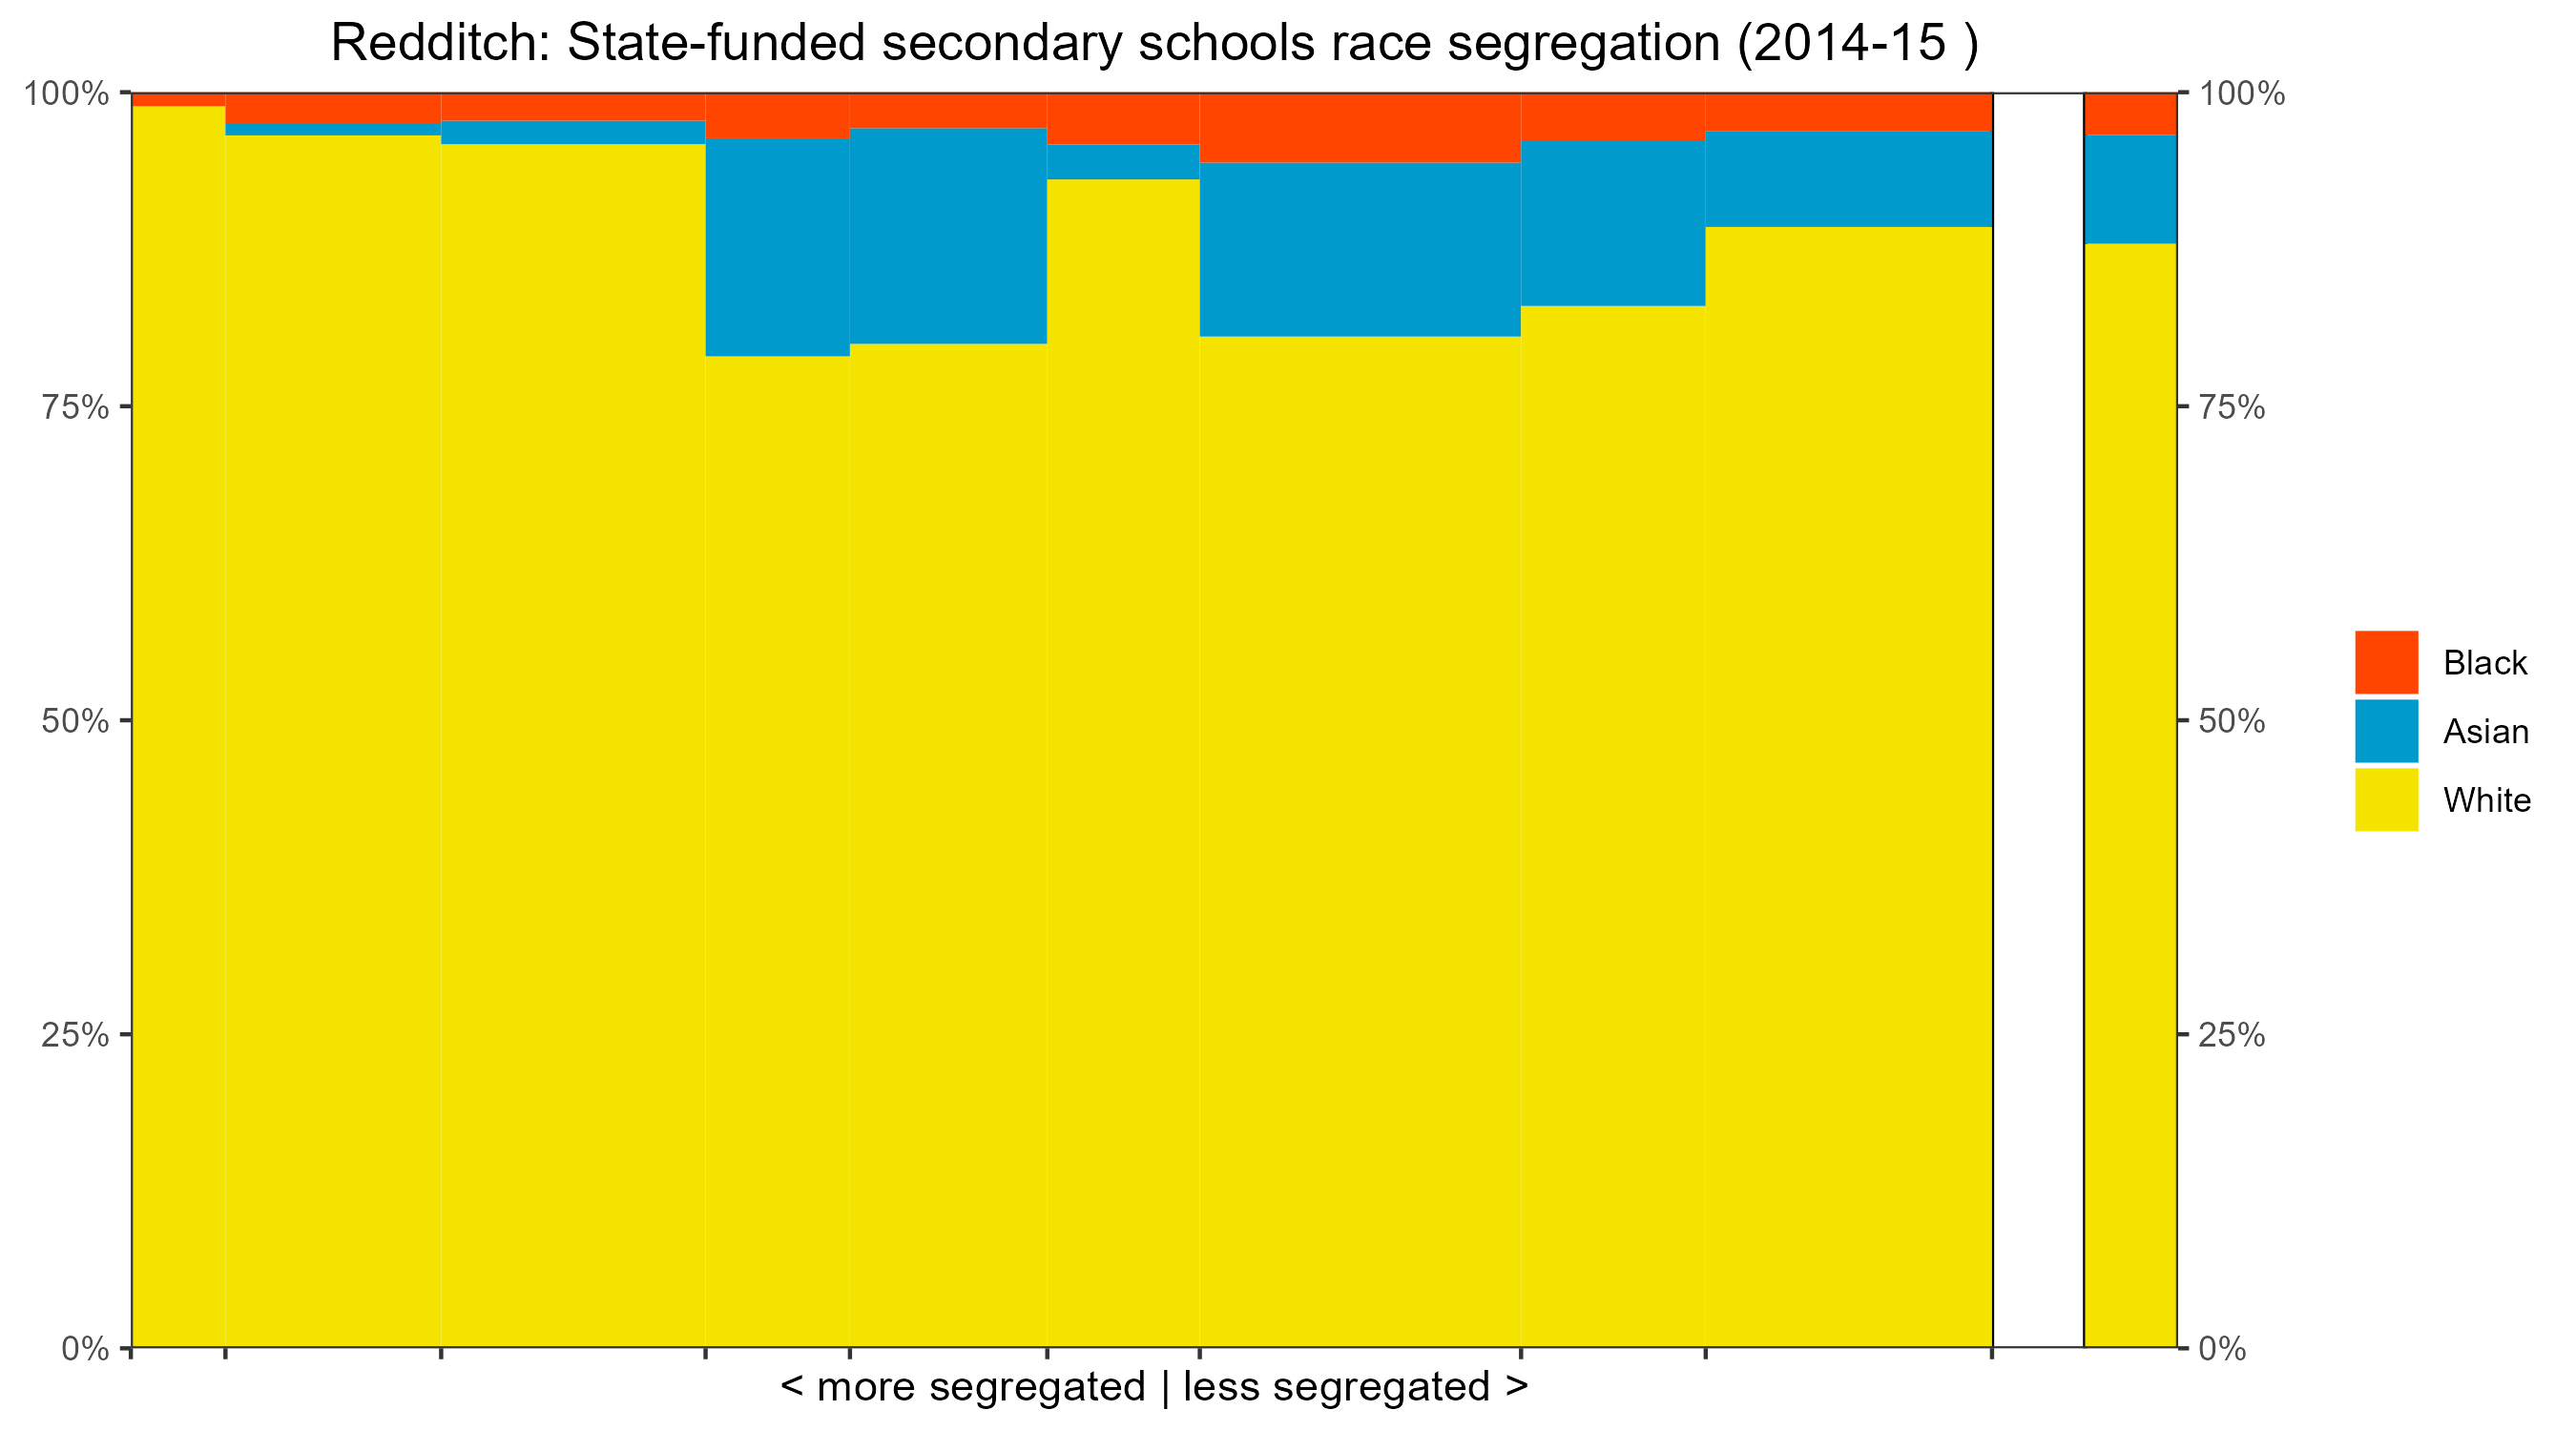 Redditch: State-funded secondary schools race segregation (2014-15 )
100%
75%
50%
25%
0%
100%
75%
50%
25%
0%
Black
Asian
White
< more segregated | less segregated >